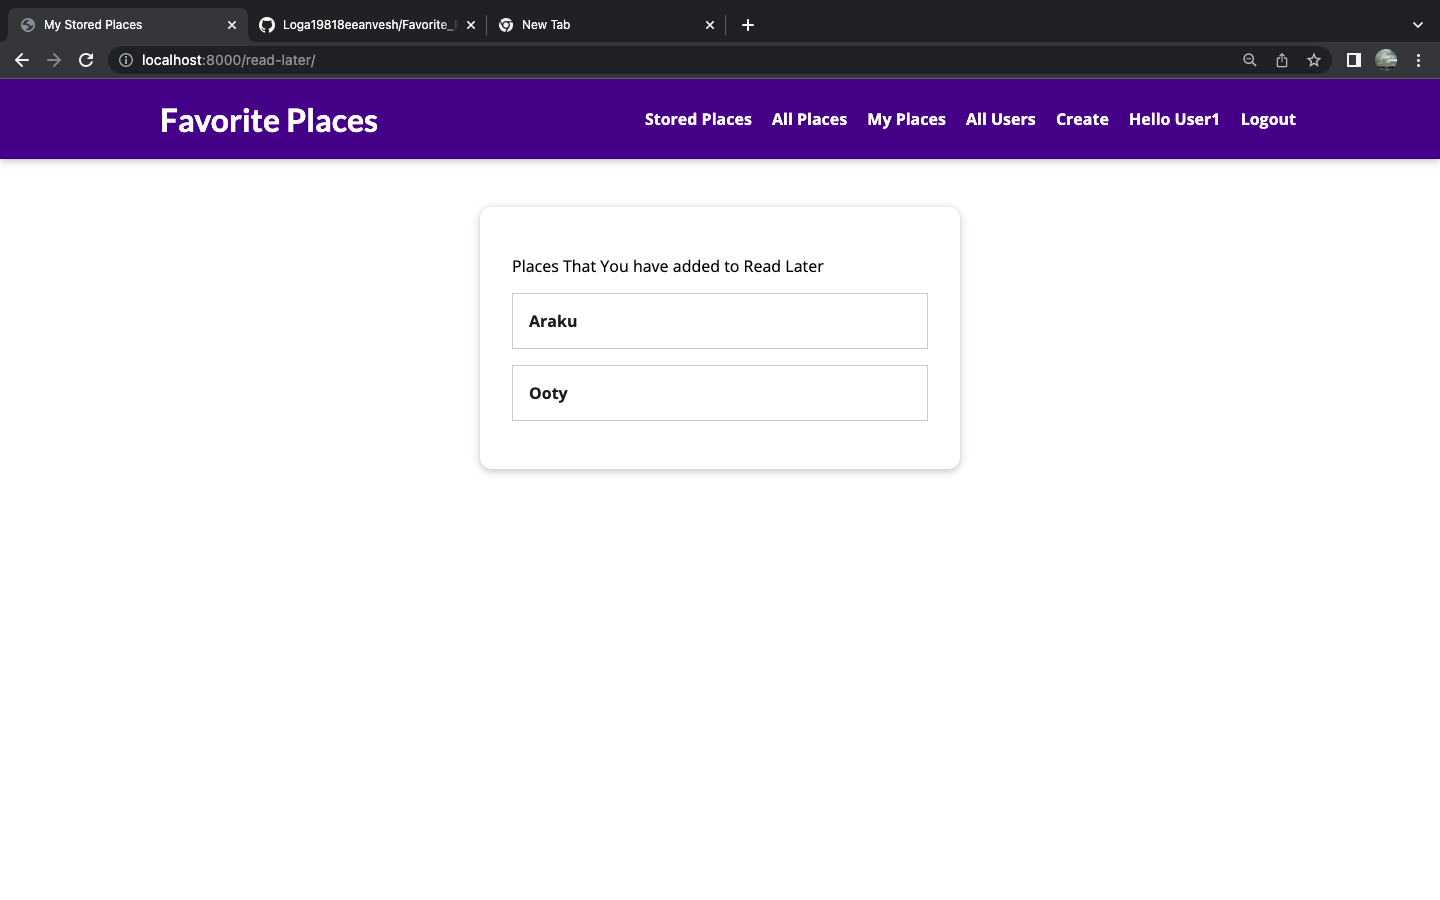 My Stored Places
Loga19818eeanvesh/Favorite_
New Tab
localhost:8000/read-later/
Favorite Places
Stored Places All Places My Places All Users Create Hello User1 Logout
Places That You have added to Read Later
Araku
Ooty